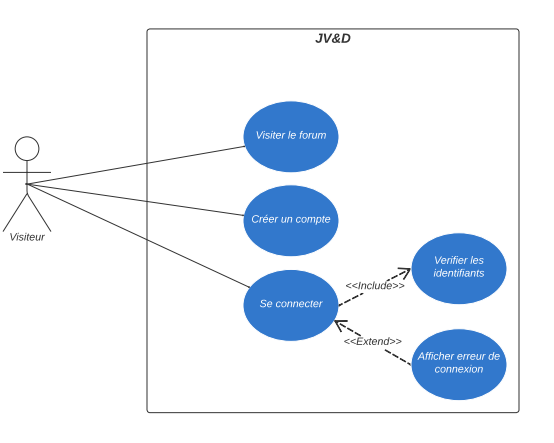 JV&D
Visiter le forum
Créer un compte
Visiteur
Verifier les
identifiants
<<Include>>
Se connecter
<<Extend>>
Afficher erreur de
connexion